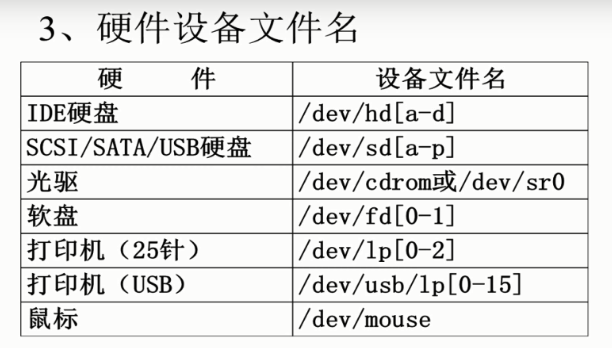 3、硬件设备文件名
硬 件 设备文件名
IDE硬盘 /dev/hd[a-d]
SCSI/SATA/USB硬盘 /dev/sd[a-p]
光驱 /dev/cdrom或/dev/sr0
软盘 /dev/fd[0-1]
打印机（25针） /dev/lp[0-2]
打印机（USB） /dev/usb/lp[0-15]
鼠标 /dev/mouse